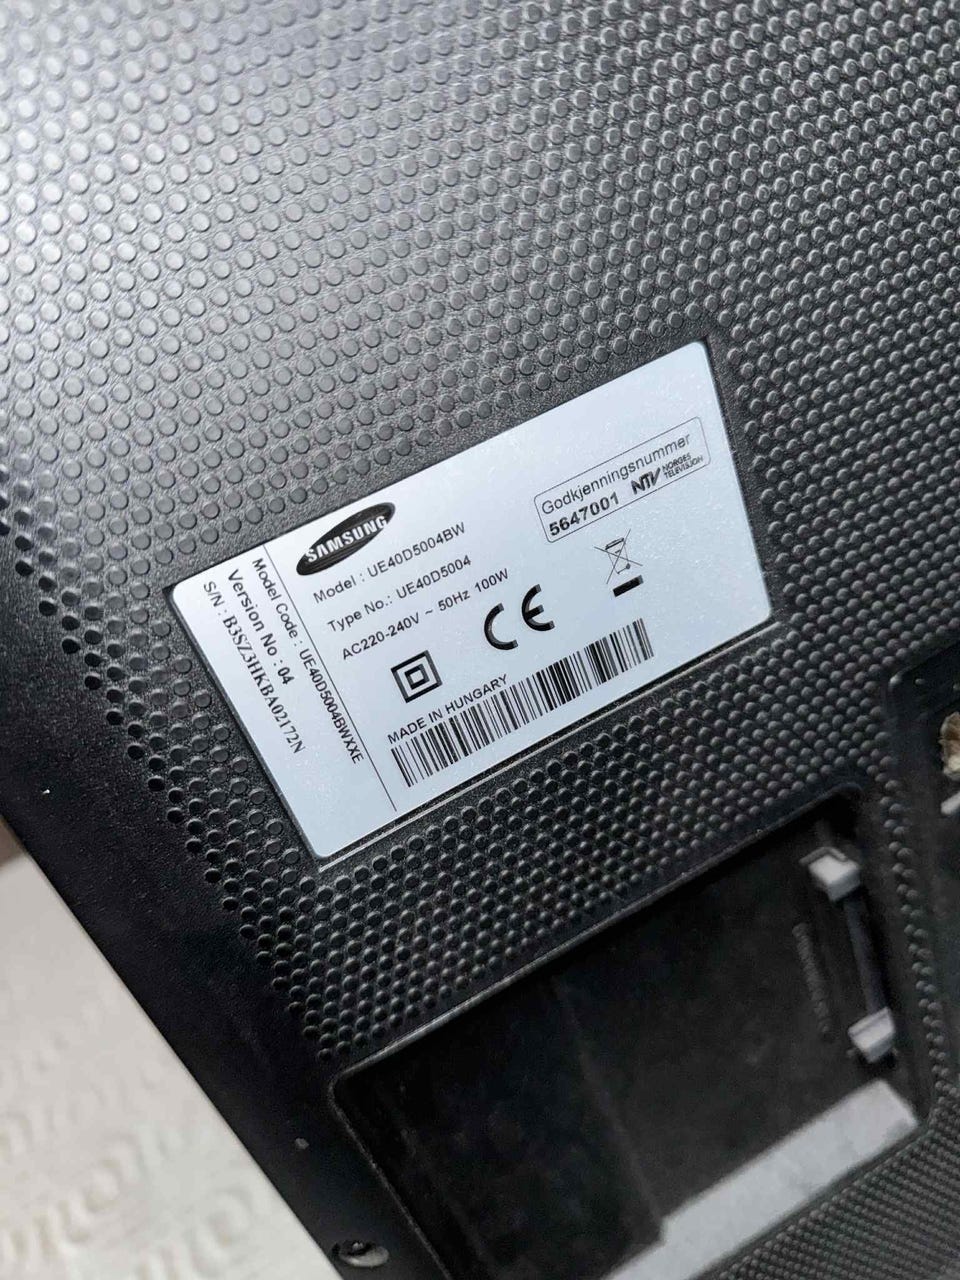 SAMSUNG
Model : UE40D5004BW
Type No.: UE40D5004
AC220-240V ~ 50Hz 100W
CE
MADE IN HUNGARY
Godkjenningsnummer
5647001 NTV NORGES
TELEVISJON
Model Code : UE40D5004BWXXE
Version No : 04
S/N : B3SZ3HKBA02172N